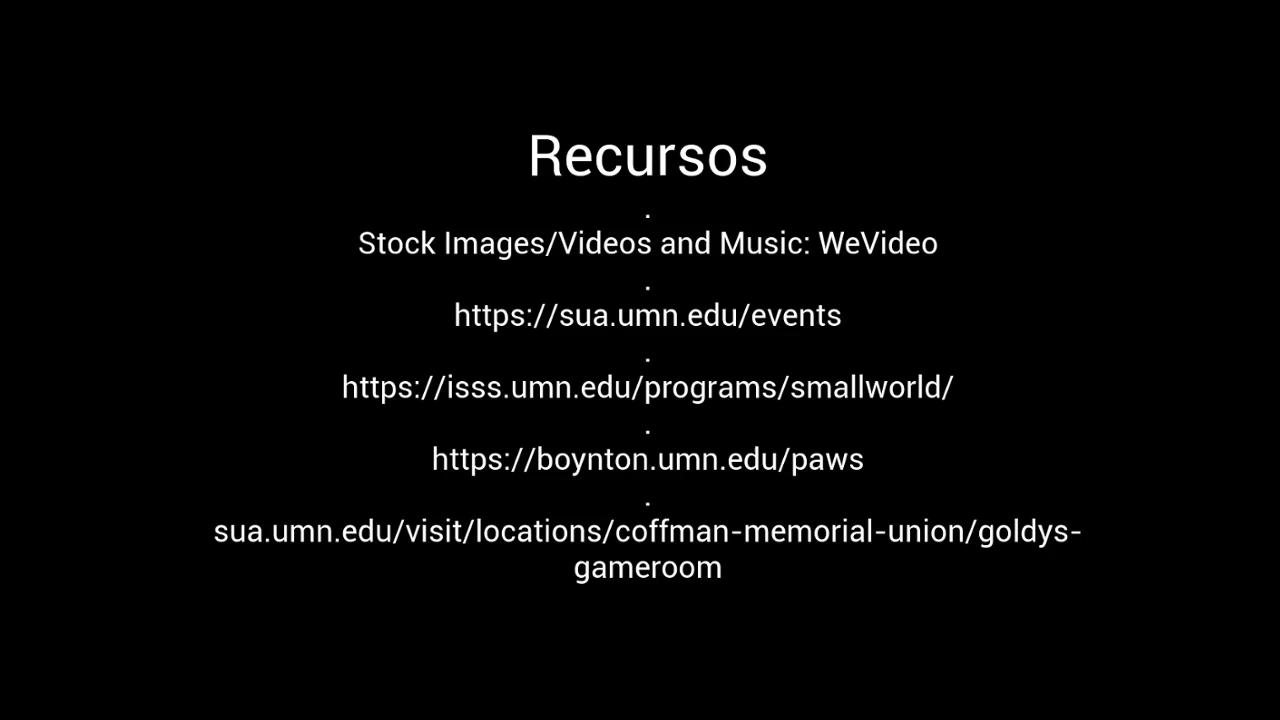 Recursos
.
Stock Images/Videos and Music: WeVideo
.
https://sua.umn.edu/events
.
https://isss.umn.edu/programs/smallworld/
.
https://boynton.umn.edu/paws
.
sua.umn.edu/visit/locations/coffman-memorial-union/goldys-
gameroom